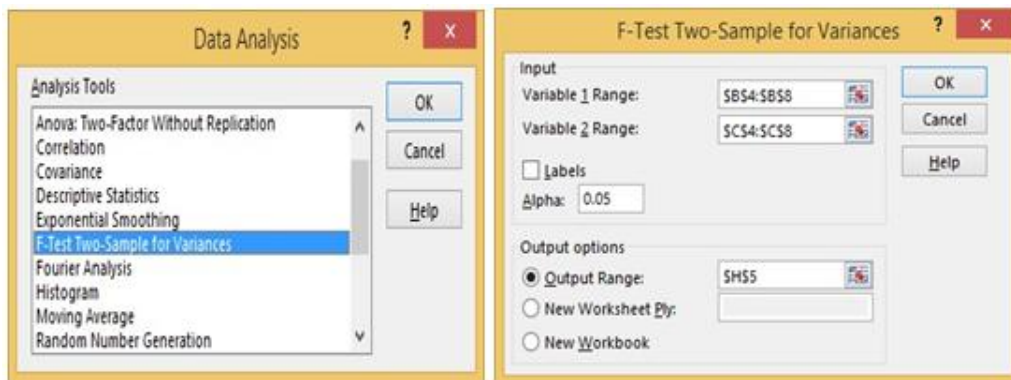 Data Analysis
?
x
Analysis Tools
Anova: Two-Factor Without Replication
Correlation
Covariance
Descriptive Statistics
Exponential Smoothing
F-Test Two-Sample for Variances
Fourier Analysis
Histogram
Moving Average
Random Number Generation
OK
Cancel
Help
F-Test Two-Sample for Variances
?
x
Input
Variable 1 Range:
$B$4:$B$8
Variable 2 Range:
$C$4:$C$8
Labels
Alpha: 0.05
OK
Cancel
Help
Output options
Output Range:
$H$5
New Worksheet Ply:
New Workbook